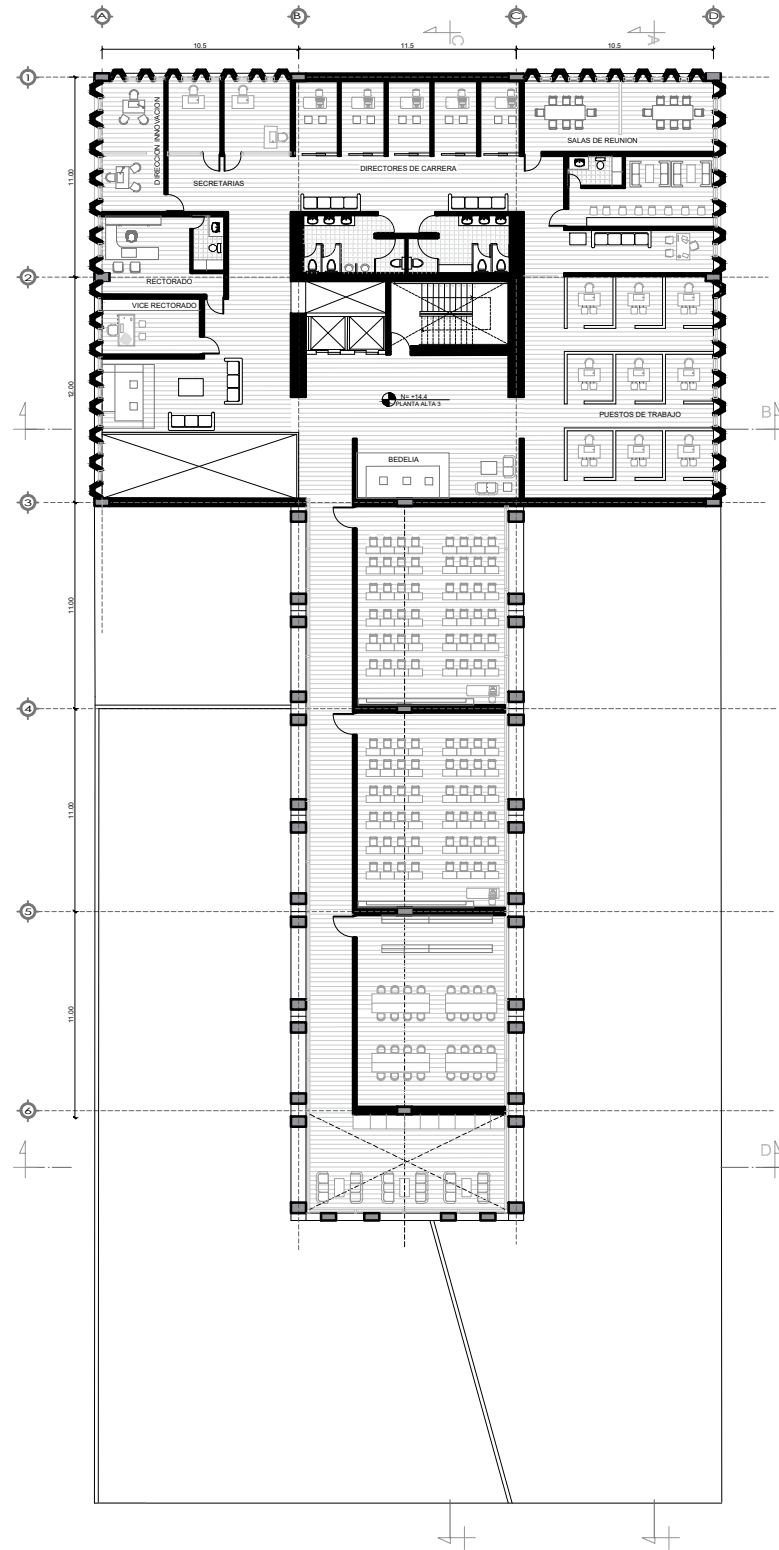 A B C D
C A
10.5 11.5 10.5
1
DIRECCION INNOVACION
SALAS DE REUNION
DIRECTORES DE CARRERA
SECRETARIAS
11.00
2
RECTORADO
VICE RECTORADO
12.00
N= +14.4
PLANTA ALTA 3
PUESTOS DE TRABAJO
B
BEDELIA
3
11.00
4
11.00
5
11.00
6
D